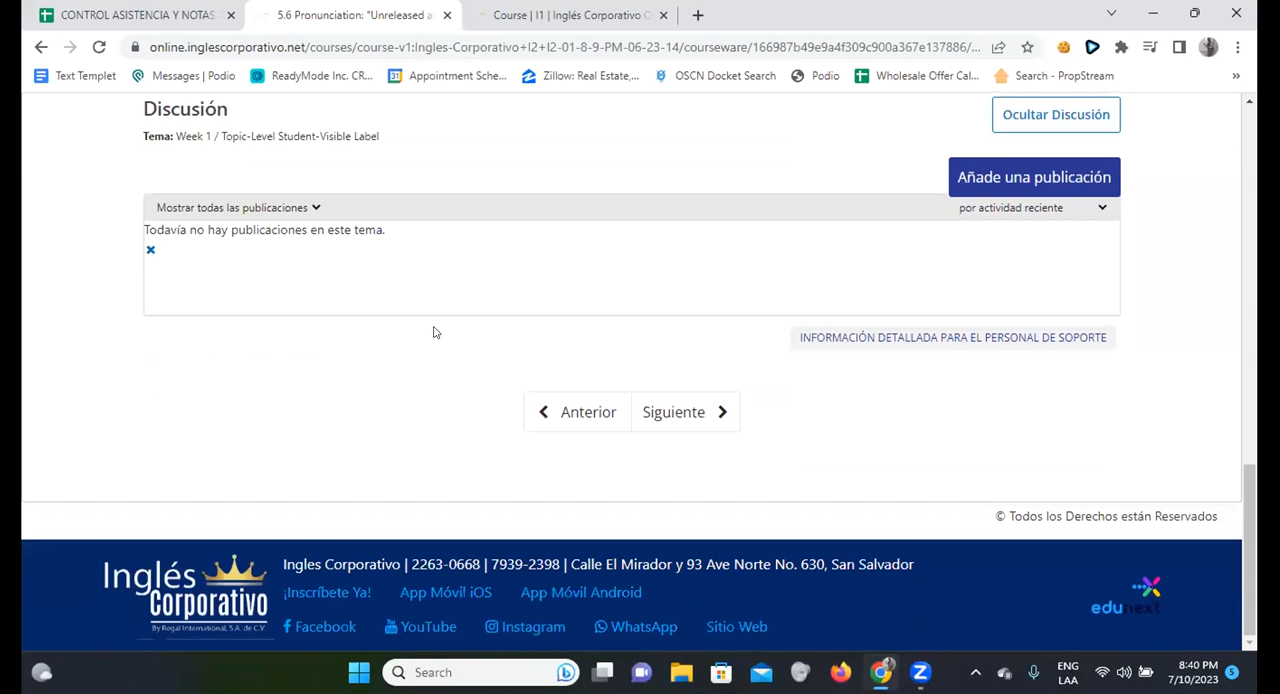 CONTROL ASISTENCIA Y NOTAS
5.6 Pronunciation: "Unreleased a
Course | I1 | Inglés Corporativo O
online.inglescorporativo.net/courses/course-v1:Ingles-Corporativo+I2+I2-01-8-9-PM-06-23-14/courseware/166987b49e9a4f309c900a367e137886/...
Text Templet
Messages | Podio
ReadyMode Inc. CR...
Appointment Sche...
Zillow: Real Estate,...
OSCN Docket Search
Podio
Wholesale Offer Cal...
Search - PropStream
»
Discusión
Ocultar Discusión
Tema: Week 1 / Topic-Level Student-Visible Label
Añade una publicación
Mostrar todas las publicaciones
por actividad reciente
Todavía no hay publicaciones en este tema.
INFORMACIÓN DETALLADA PARA EL PERSONAL DE SOPORTE
Anterior
Siguiente
© Todos los Derechos están Reservados
Inglés Corporativo
By Regal International, S.A. de C.V.
Ingles Corporativo | 2263-0668 | 7939-2398 | Calle El Mirador y 93 Ave Norte No. 630, San Salvador
¡Inscríbete Ya!
App Móvil iOS
App Móvil Android
Facebook
YouTube
Instagram
WhatsApp
Sitio Web
edunext
Search
ENG
LAA
8:40 PM
7/10/2023
5